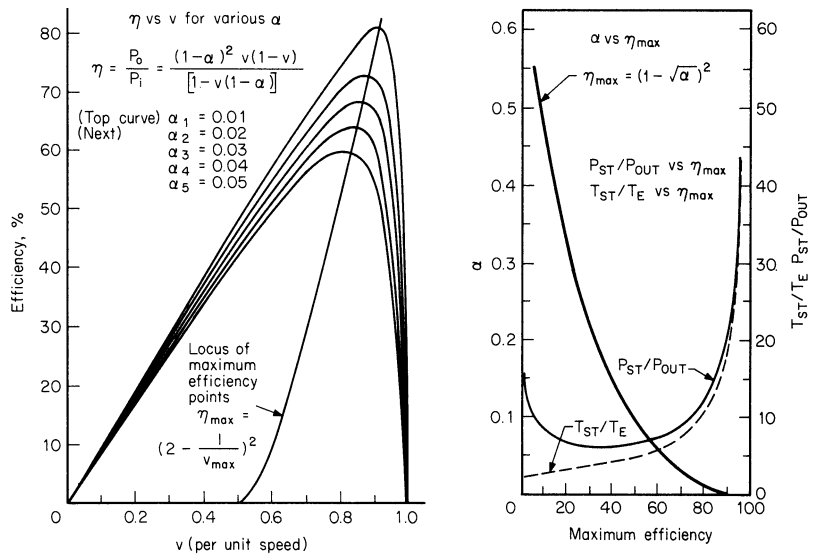 η vs v for various α
η = Po/Pi = (1-α)² v(1-v) / [1-v(1-α)]
(Top curve) α1 = 0.01
(Next) α2 = 0.02
α3 = 0.03
α4 = 0.04
α5 = 0.05
Efficiency, %
80
70
60
50
40
30
20
10
Locus of
maximum
efficiency
points
ηmax =
(2 - 1/vmax)²
0 0.2 0.4 0.6 0.8 1.0
v (per unit speed)
α vs ηmax
ηmax = (1-√α)²
PST/POUT vs ηmax
TST/TE vs ηmax
α
0.6
0.5
0.4
0.3
0.2
0.1
0
60
50
40
30
20
10
0
TST/TE PST/POUT
PST/POUT
TST/TE
20 40 60 80 100
Maximum efficiency